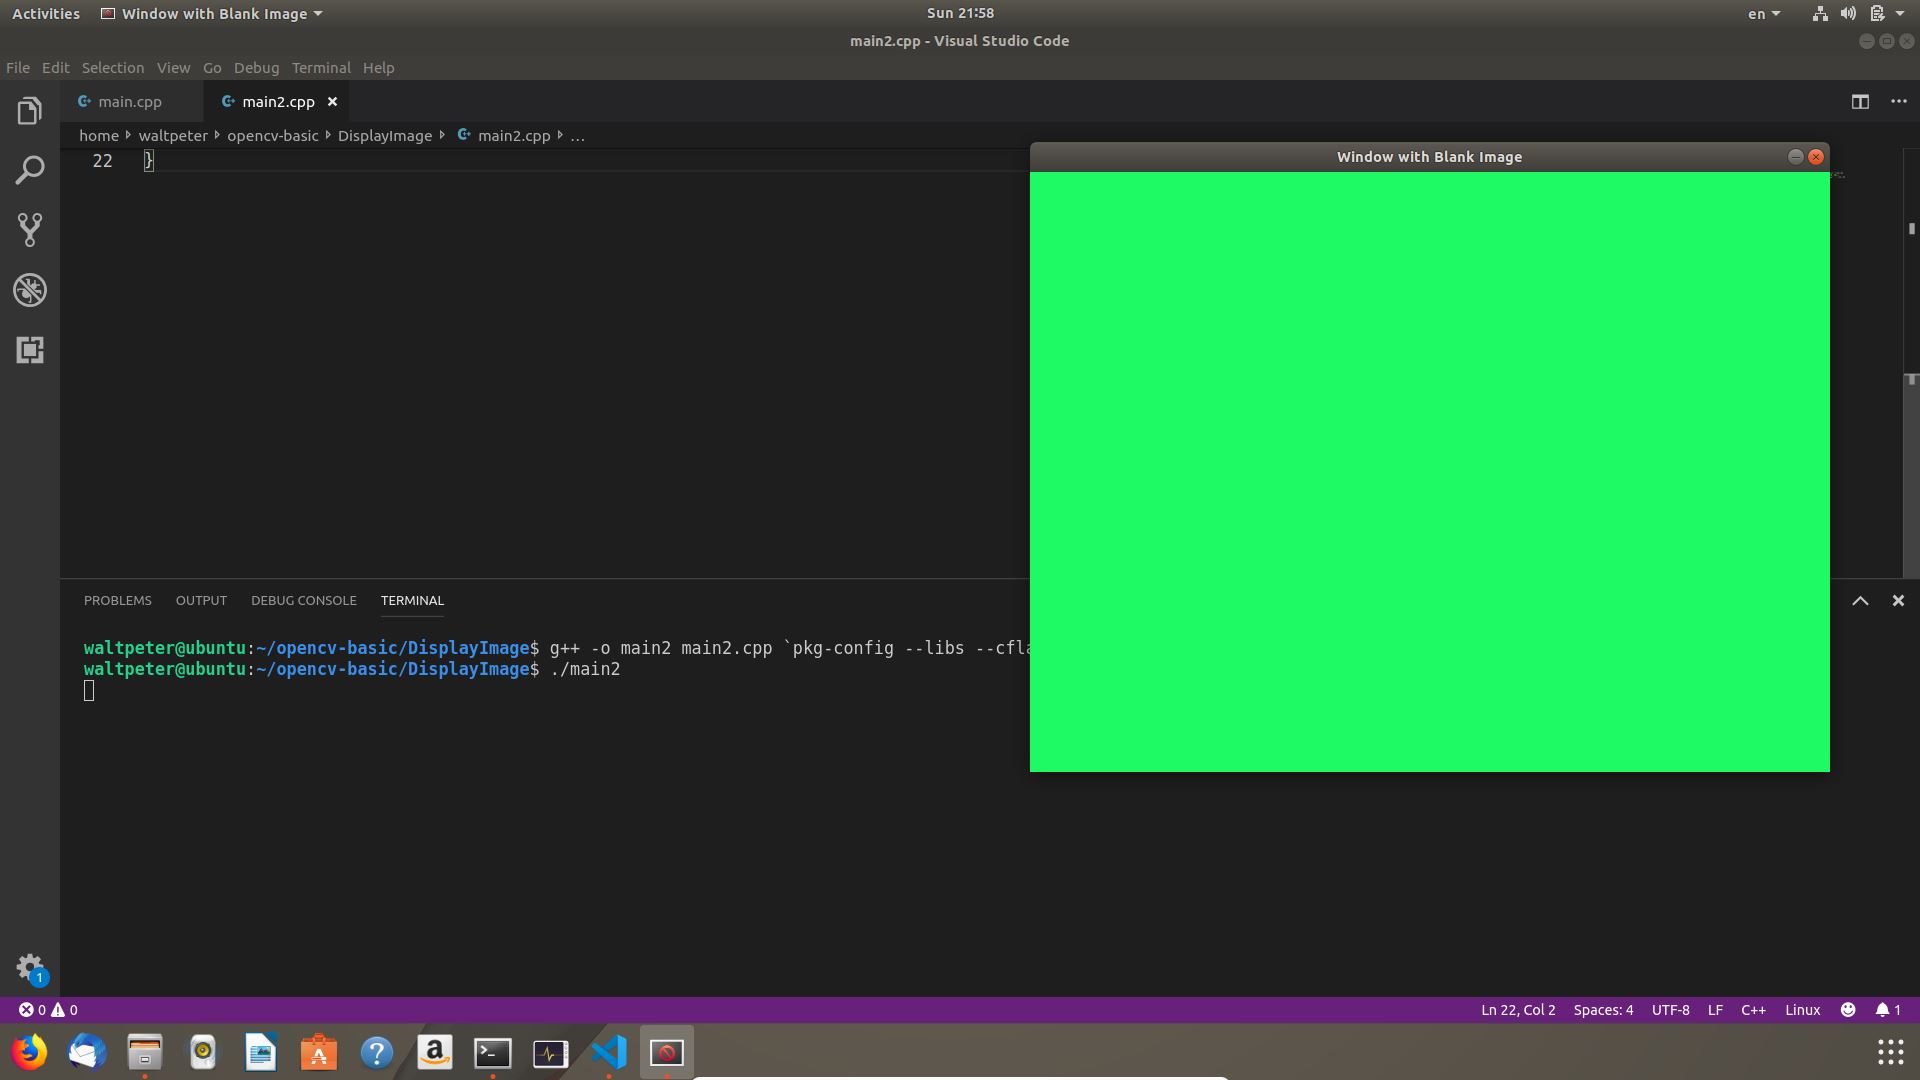 Activities Window with Blank Image Sun 21:58 en
main2.cpp - Visual Studio Code
File Edit Selection View Go Debug Terminal Help
main.cpp main2.cpp
home waltpeter opencv-basic DisplayImage main2.cpp ...
22 }
Window with Blank Image
PROBLEMS OUTPUT DEBUG CONSOLE TERMINAL
waltpeter@ubuntu:~/opencv-basic/DisplayImage$ g++ -o main2 main2.cpp `pkg-config --libs --cfla
waltpeter@ubuntu:~/opencv-basic/DisplayImage$ ./main2
1
0 0 Ln 22, Col 2 Spaces: 4 UTF-8 LF C++ Linux 1